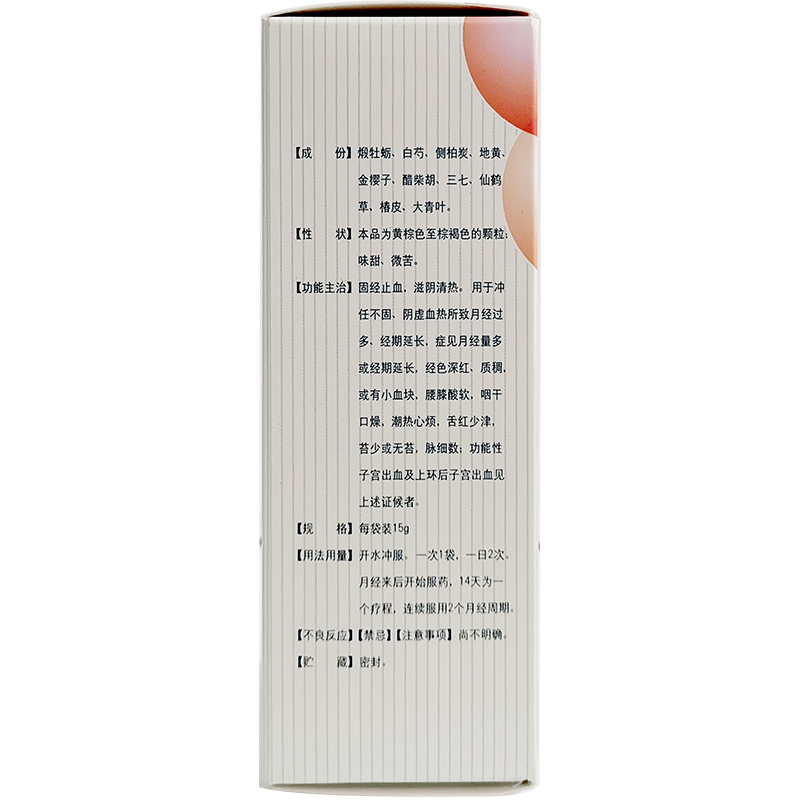 【成 份】煅牡蛎、白芍、侧柏炭、地黄、
金樱子、醋柴胡、三七、仙鹤
草、椿皮、大青叶。
【性 状】本品为黄棕色至棕褐色的颗粒；
味甜、微苦。
【功能主治】固经止血，滋阴清热。用于冲
任不固、阴虚血热所致月经过
多、经期延长，症见月经量多
或经期延长，经色深红、质稠，
或有小血块，腰膝酸软，咽干
口燥，潮热心烦，舌红少津，
苔少或无苔，脉细数；功能性
子宫出血及上环后子宫出血见
上述证候者。
【规 格】每袋装15g
【用法用量】开水冲服。一次1袋，一日2次。
月经来后开始服药，14天为一
个疗程，连续服用2个月经周期。
【不良反应】【禁忌】【注意事项】尚不明确。
【贮 藏】密封。